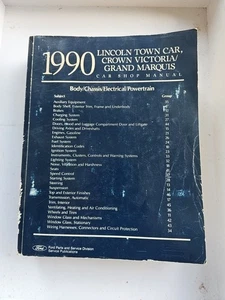 1990 LINCOLN TOWN CAR,
CROWN VICTORIA/
GRAND MARQUIS
CAR SHOP MANUAL
Body/Chassis/Electrical/Powertrain
Subject Group
Auxiliary Equipment
Body Shell, Exterior Trim, Frame and Underbody
Brakes
Charging System
Cooling System
Doors, Hood and Luggage Compartment Door and Liftgate
Driving Axles and Driveshafts
Engines, Gasoline
Exhaust System
Fuel System
Identification Codes
Ignition System
Instruments, Clusters, Controls and Warning Systems
Lighting System
Noise, Vibration and Harshness
Seats
Speed Control
Starting System
Steering
Suspension
Top and Exterior Finishes
Transmission, Automatic
Trim, Interior
Ventilating, Heating and Air Conditioning
Wheels and Tires
Window Glass and Mechanisms
Window Glass, Stationary
Wiring Harnesses, Connectors and Circuit Protection
Ford
Ford Parts and Service Division
Service Publications